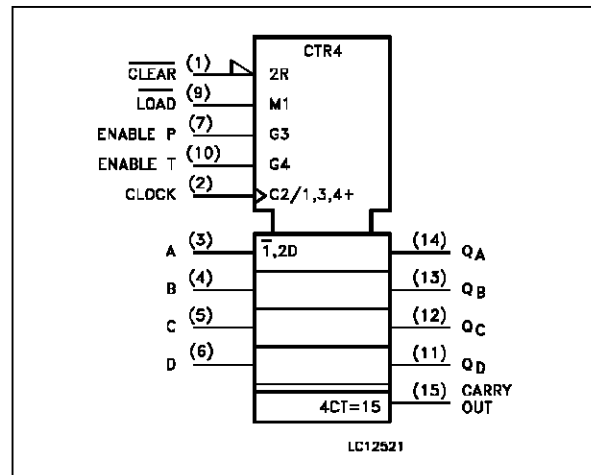 CTR4
CLEAR (1) 2R
LOAD (9) M1
ENABLE P (7) G3
ENABLE T (10) G4
CLOCK (2) C2/1,3,4+
A (3) 1,2D (14) QA
B (4) (13) QB
C (5) (12) QC
D (6) (11) QD
4CT=15 (15) CARRY
OUT
LC12521